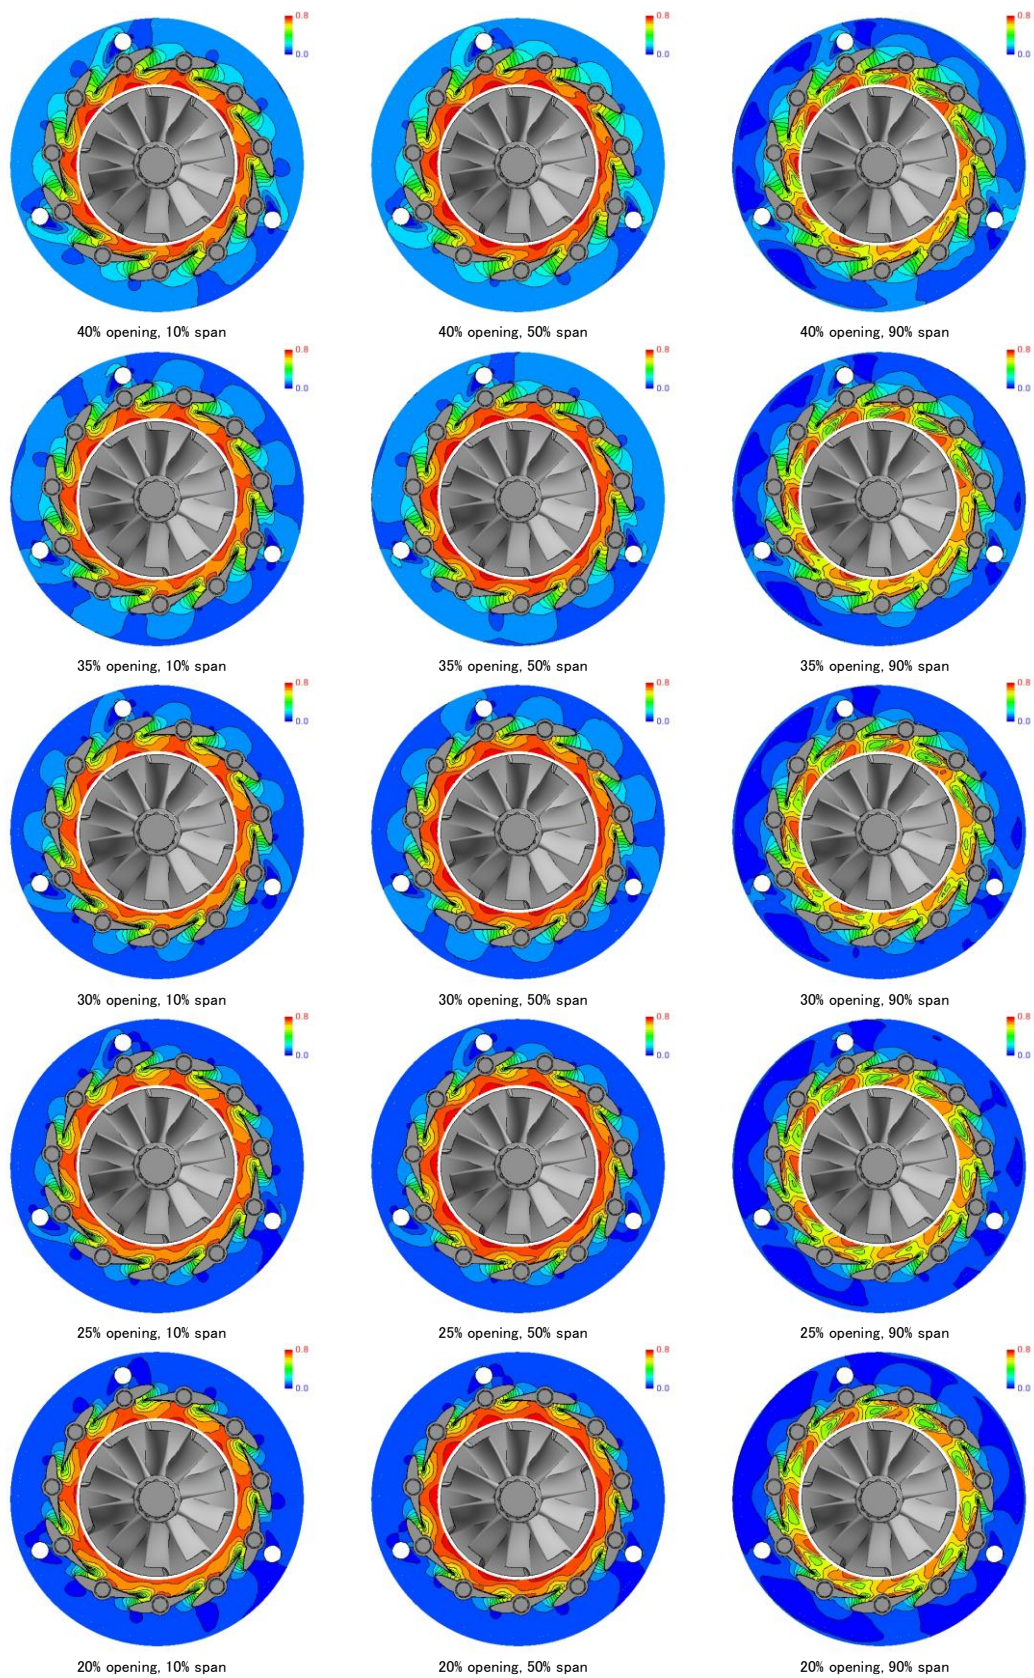 0.8 0.8 0.8
0.0 0.0 0.0
40% opening, 10% span 40% opening, 50% span 40% opening, 90% span
0.8 0.8 0.8
0.0 0.0 0.0
35% opening, 10% span 35% opening, 50% span 35% opening, 90% span
0.8 0.8 0.8
0.0 0.0 0.0
30% opening, 10% span 30% opening, 50% span 30% opening, 90% span
0.8 0.8 0.8
0.0 0.0 0.0
25% opening, 10% span 25% opening, 50% span 25% opening, 90% span
0.8 0.8 0.8
0.0 0.0 0.0
20% opening, 10% span 20% opening, 50% span 20% opening, 90% span